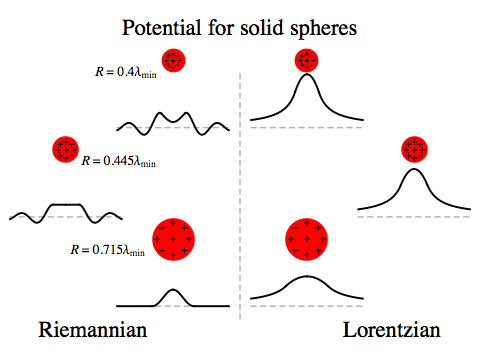 Potential for solid spheres
R = 0.4λmin
R = 0.445λmin
R = 0.715λmin
Riemannian
Lorentzian